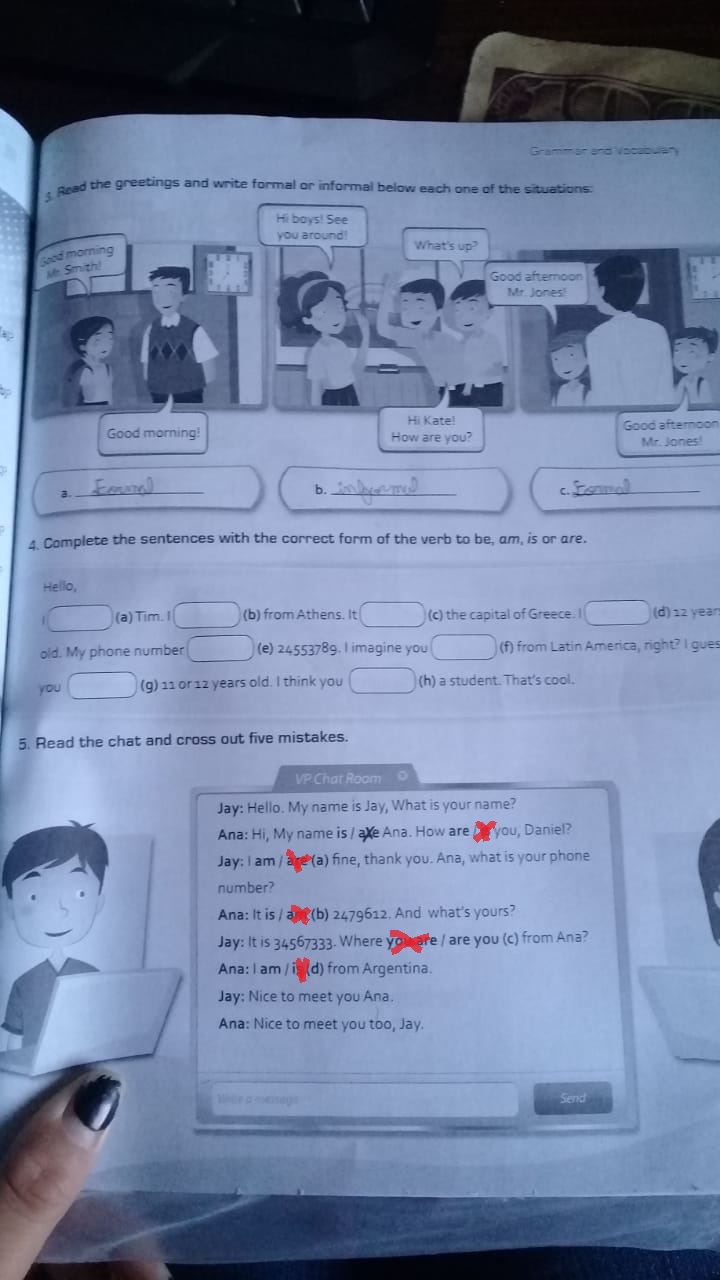 Grammar and Vocabulary
3. Read the greetings and write formal or informal below each one of the situations:
Good morning
Mr. Smith!
Good morning!
Hi boys! See
you around!
What's up?
Hi Kate!
How are you?
Good afternoon
Mr. Jones!
Good afternoon
Mr. Jones!
a. Formal
b. informal
c. Formal
4. Complete the sentences with the correct form of the verb to be, am, is or are.
Hello,
I (a) Tim. I (b) from Athens. It (c) the capital of Greece. I (d) 12 year
old. My phone number (e) 24553789. I imagine you (f) from Latin America, right? I gues
you (g) 11 or 12 years old. I think you (h) a student. That's cool.
5. Read the chat and cross out five mistakes.
VP Chat Room
Jay: Hello. My name is Jay, What is your name?
Ana: Hi, My name is / are Ana. How are / you, Daniel?
Jay: I am / are (a) fine, thank you. Ana, what is your phone
number?
Ana: It is / am (b) 2479612. And what's yours?
Jay: It is 34567333. Where you are / are you (c) from Ana?
Ana: I am / is (d) from Argentina.
Jay: Nice to meet you Ana.
Ana: Nice to meet you too, Jay.
Write a message
Send